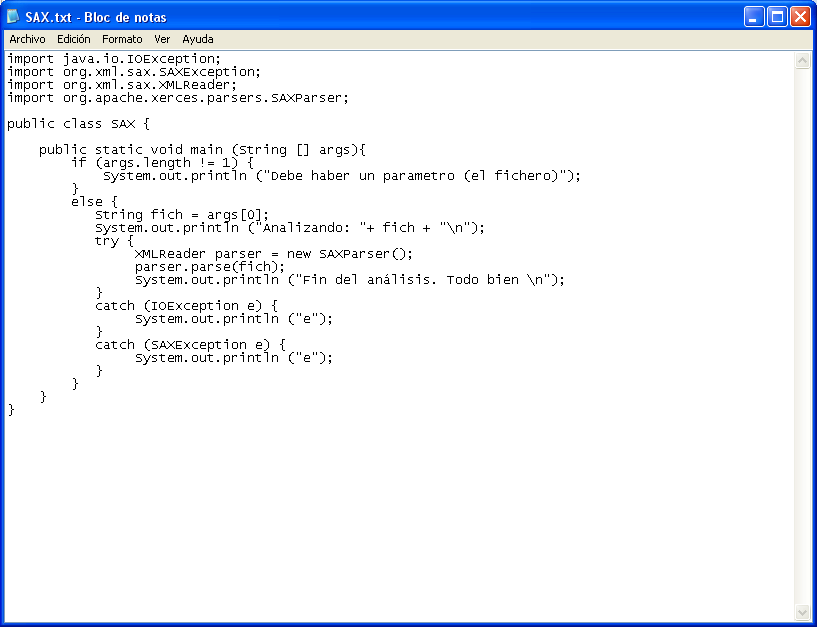 SAX.txt - Bloc de notas
Archivo Edición Formato Ver Ayuda
import java.io.IOException;
import org.xml.sax.SAXException;
import org.xml.sax.XMLReader;
import org.apache.xerces.parsers.SAXParser;

public class SAX {

    public static void main (String [] args){
        if (args.length != 1) {
            System.out.println ("Debe haber un parametro (el fichero)");
        }
        else {
           String fich = args[0];
           System.out.println ("Analizando: "+ fich + "\n");
           try {
                XMLReader parser = new SAXParser();
                parser.parse(fich);
                System.out.println ("Fin del análisis. Todo bien \n");
           }
           catch (IOException e) {
                System.out.println ("e");
           }
           catch (SAXException e) {
                System.out.println ("e");
           }
        }
    }
}